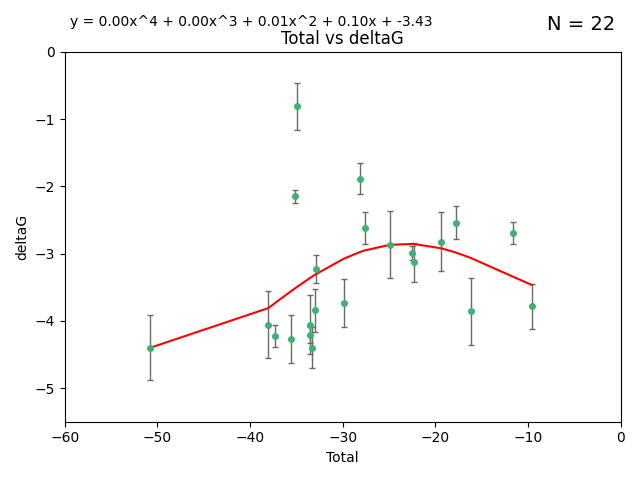 y = 0.00x^4 + 0.00x^3 + 0.01x^2 + 0.10x + -3.43
N = 22
Total vs deltaG
0
−1
−2
−3
−4
−5
deltaG
−60 −50 −40 −30 −20 −10 0
Total